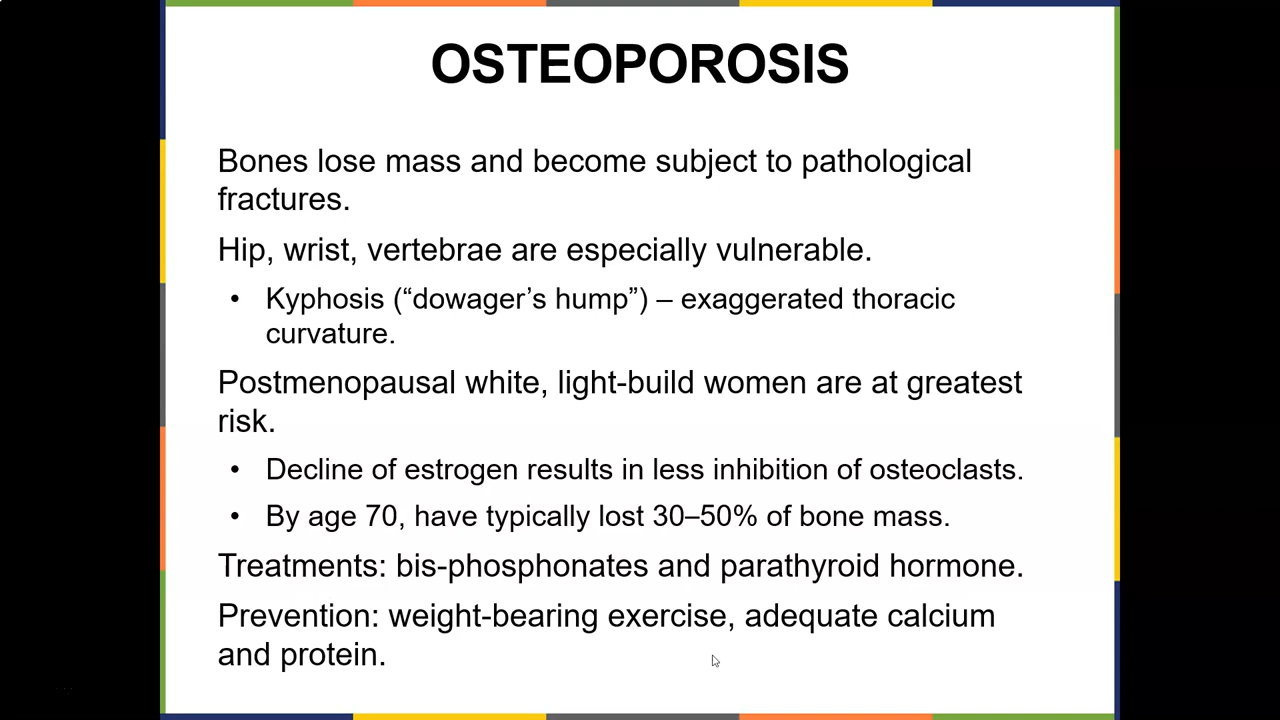 OSTEOPOROSIS
Bones lose mass and become subject to pathological
fractures.
Hip, wrist, vertebrae are especially vulnerable.
• Kyphosis (“dowager’s hump”) – exaggerated thoracic
curvature.
Postmenopausal white, light-build women are at greatest
risk.
• Decline of estrogen results in less inhibition of osteoclasts.
• By age 70, have typically lost 30–50% of bone mass.
Treatments: bis-phosphonates and parathyroid hormone.
Prevention: weight-bearing exercise, adequate calcium
and protein.